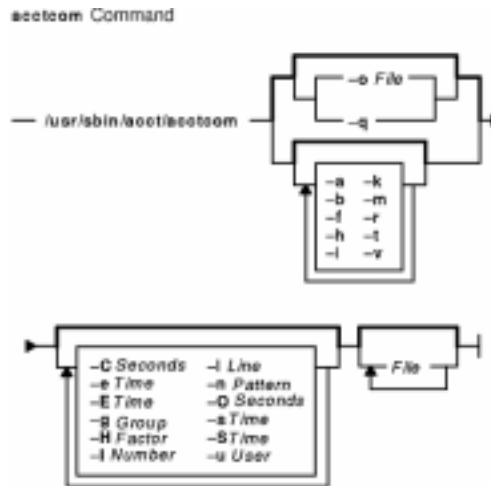 acctcom Command
-o File
/usr/sbin/acct/acctcom
-q
-a -k
-b -m
-f -r
-h -t
-i -v
-C Seconds -l Line
-e Time -n Pattern
-E Time -O Seconds
-g Group -s Time
-H Factor -S Time
-I Number -u User
File